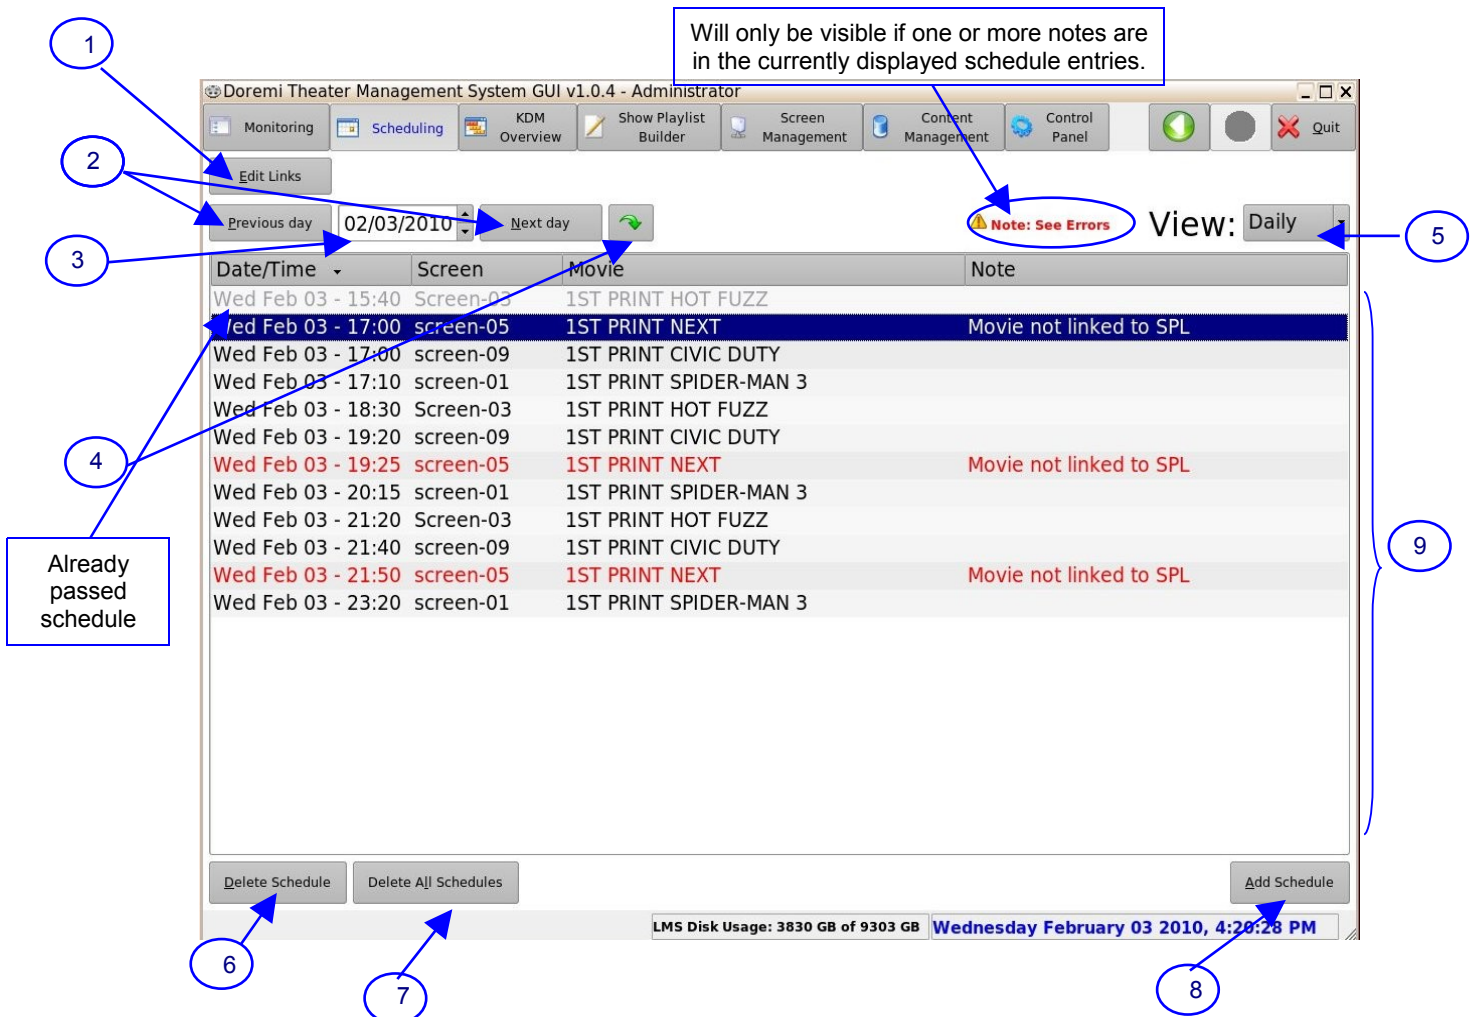 Will only be visible if one or more notes are
in the currently displayed schedule entries.
1
Doremi Theater Management System GUI v1.0.4 - Administrator
Monitoring
Scheduling
KDM
Overview
Show Playlist
Builder
Screen
Management
Content
Management
Control
Panel
Quit
2
Edit Links
Previous day
02/03/2010
Next day
Note: See Errors
View: Daily
5
3
Date/Time Screen Movie Note
Wed Feb 03 - 15:40 Screen-03 1ST PRINT HOT FUZZ
Wed Feb 03 - 17:00 screen-05 1ST PRINT NEXT Movie not linked to SPL
Wed Feb 03 - 17:00 screen-09 1ST PRINT CIVIC DUTY
Wed Feb 03 - 17:10 screen-01 1ST PRINT SPIDER-MAN 3
Wed Feb 03 - 18:30 Screen-03 1ST PRINT HOT FUZZ
Wed Feb 03 - 19:20 screen-09 1ST PRINT CIVIC DUTY
4
Wed Feb 03 - 19:25 screen-05 1ST PRINT NEXT Movie not linked to SPL
Wed Feb 03 - 20:15 screen-01 1ST PRINT SPIDER-MAN 3
Wed Feb 03 - 21:20 Screen-03 1ST PRINT HOT FUZZ
Wed Feb 03 - 21:40 screen-09 1ST PRINT CIVIC DUTY
Wed Feb 03 - 21:50 screen-05 1ST PRINT NEXT Movie not linked to SPL
Wed Feb 03 - 23:20 screen-01 1ST PRINT SPIDER-MAN 3
9
Already
passed
schedule
Delete Schedule
Delete All Schedules
Add Schedule
LMS Disk Usage: 3830 GB of 9303 GB
Wednesday February 03 2010, 4:20:28 PM
6
7
8